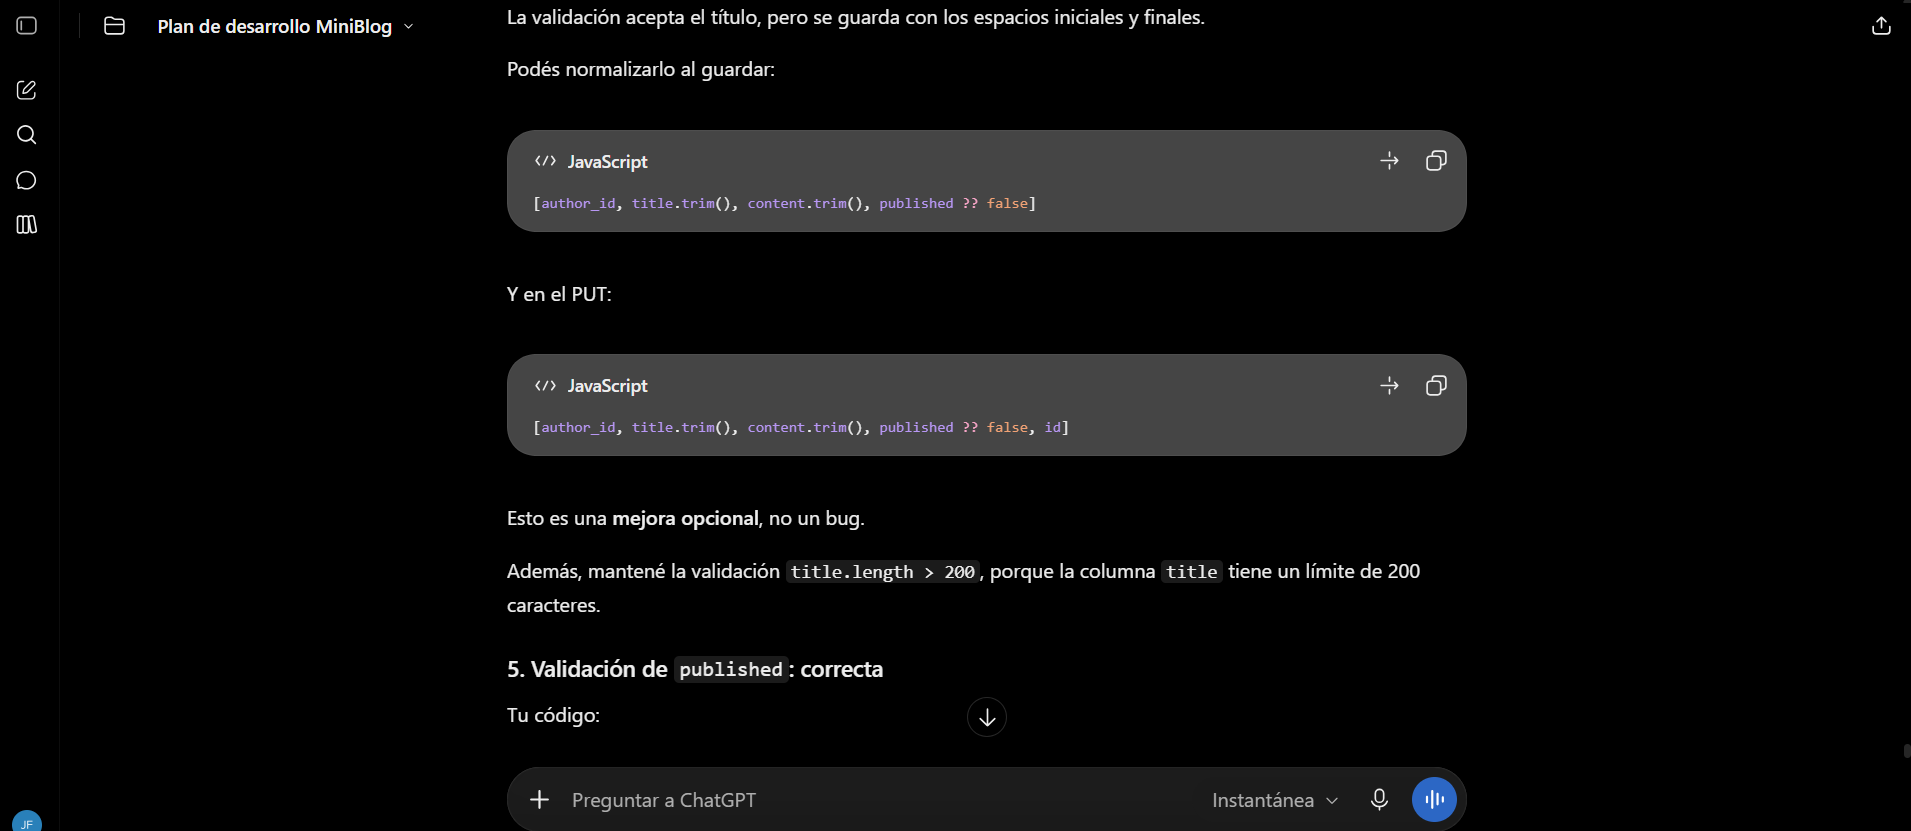 Plan de desarrollo MiniBlog
La validación acepta el título, pero se guarda con los espacios iniciales y finales.
Podés normalizarlo al guardar:
JavaScript
[author_id, title.trim(), content.trim(), published ?? false]
Y en el PUT:
JavaScript
[author_id, title.trim(), content.trim(), published ?? false, id]
Esto es una mejora opcional, no un bug.
Además, mantené la validación title.length > 200, porque la columna title tiene un límite de 200
caracteres.
5. Validación de published: correcta
Tu código:
Preguntar a ChatGPT
Instantánea
JF